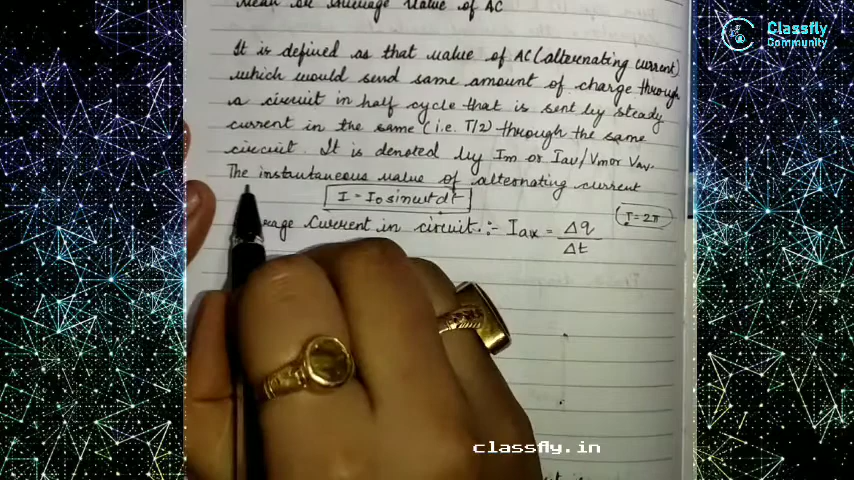 Mean or Average Value of AC
Classfly
Community
It is defined as that value of AC (alternating current)
which would send same amount of charge through
a circuit in half cycle that is sent by steady
current in the same (i.e. T/2) through the same
circuit. It is denoted by Im or Iav/Vm or Vav.
The instantaneous value of alternating current
I = I₀ sinωt dt
T = 2π
Current in circuit :- Iav = Δq/Δt
classfly.in